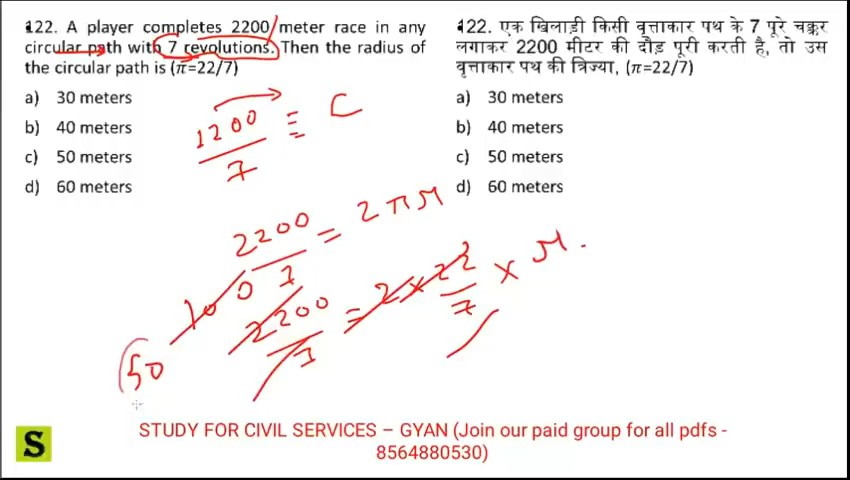 122. A player completes 2200 meter race in any
circular path with 7 revolutions. Then the radius of
the circular path is (π=22/7)
a) 30 meters
b) 40 meters
c) 50 meters
d) 60 meters
122. एक खिलाड़ी किसी वृत्ताकार पथ के 7 पूरे चक्कर
लगाकर 2200 मीटर की दौड़ पूरी करती है, तो उस
वृत्ताकार पथ की त्रिज्या, (π=22/7)
a) 30 meters
b) 40 meters
c) 50 meters
d) 60 meters
1200/7 = C
2200/7 = 2πr
100
2200/7 = 2 × 22/7 × r.
50
S
STUDY FOR CIVIL SERVICES – GYAN (Join our paid group for all pdfs -
8564880530)